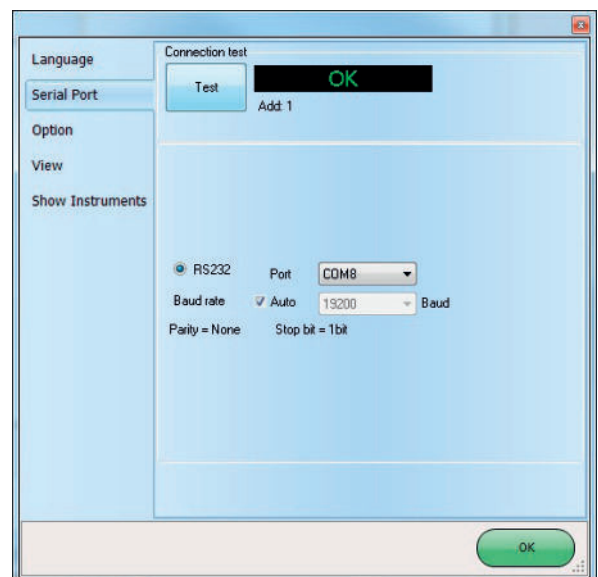 Language
Serial Port
Option
View
Show Instruments
Connection test
Test
OK
Add: 1
RS232 Port COM8
Baud rate Auto 19200 Baud
Parity = None Stop bit = 1bit
OK